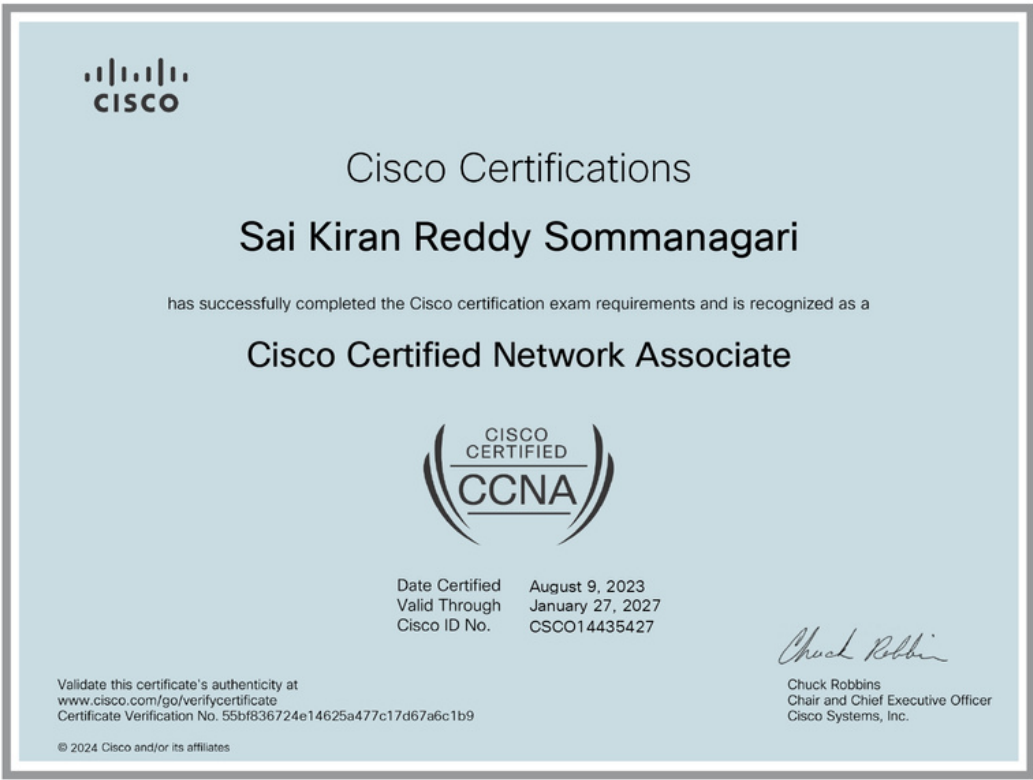 CISCO
Cisco Certifications
Sai Kiran Reddy Sommanagari
has successfully completed the Cisco certification exam requirements and is recognized as a
Cisco Certified Network Associate
CISCO
CERTIFIED
CCNA
Date Certified August 9, 2023
Valid Through January 27, 2027
Cisco ID No. CSCO14435427
Chuck Robbins
Validate this certificate's authenticity at
www.cisco.com/go/verifycertificate
Certificate Verification No. 55bf836724e14625a477c17d67a6c1b9
Chuck Robbins
Chair and Chief Executive Officer
Cisco Systems, Inc.
© 2024 Cisco and/or its affiliates